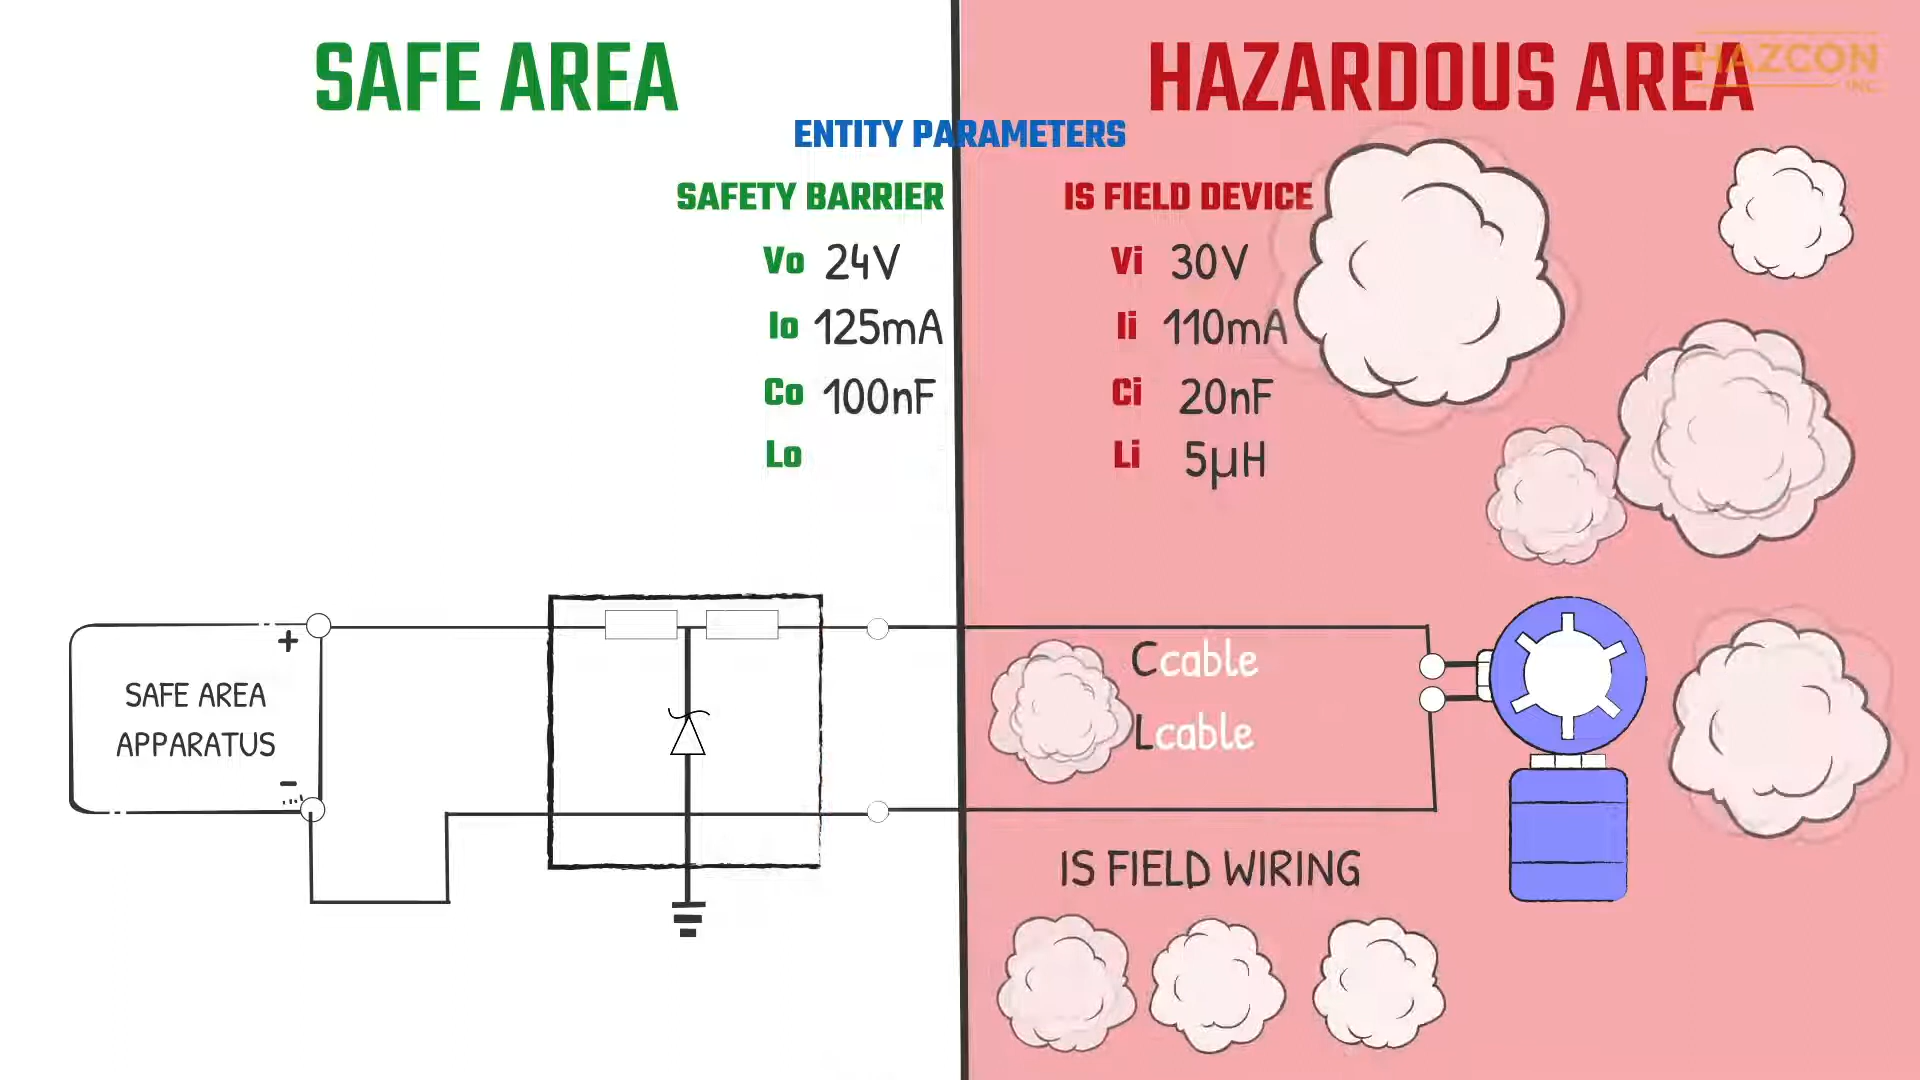 SAFE AREA
HAZARDOUS AREA
HAZCON
INC
ENTITY PARAMETERS
SAFETY BARRIER
IS FIELD DEVICE
Vo 24V
Vi 30V
Io 125mA
Ii 110mA
Co 100nF
Ci 20nF
Lo
Li 5µH
+
SAFE AREA
APPARATUS
-
Ccable
Lcable
IS FIELD WIRING